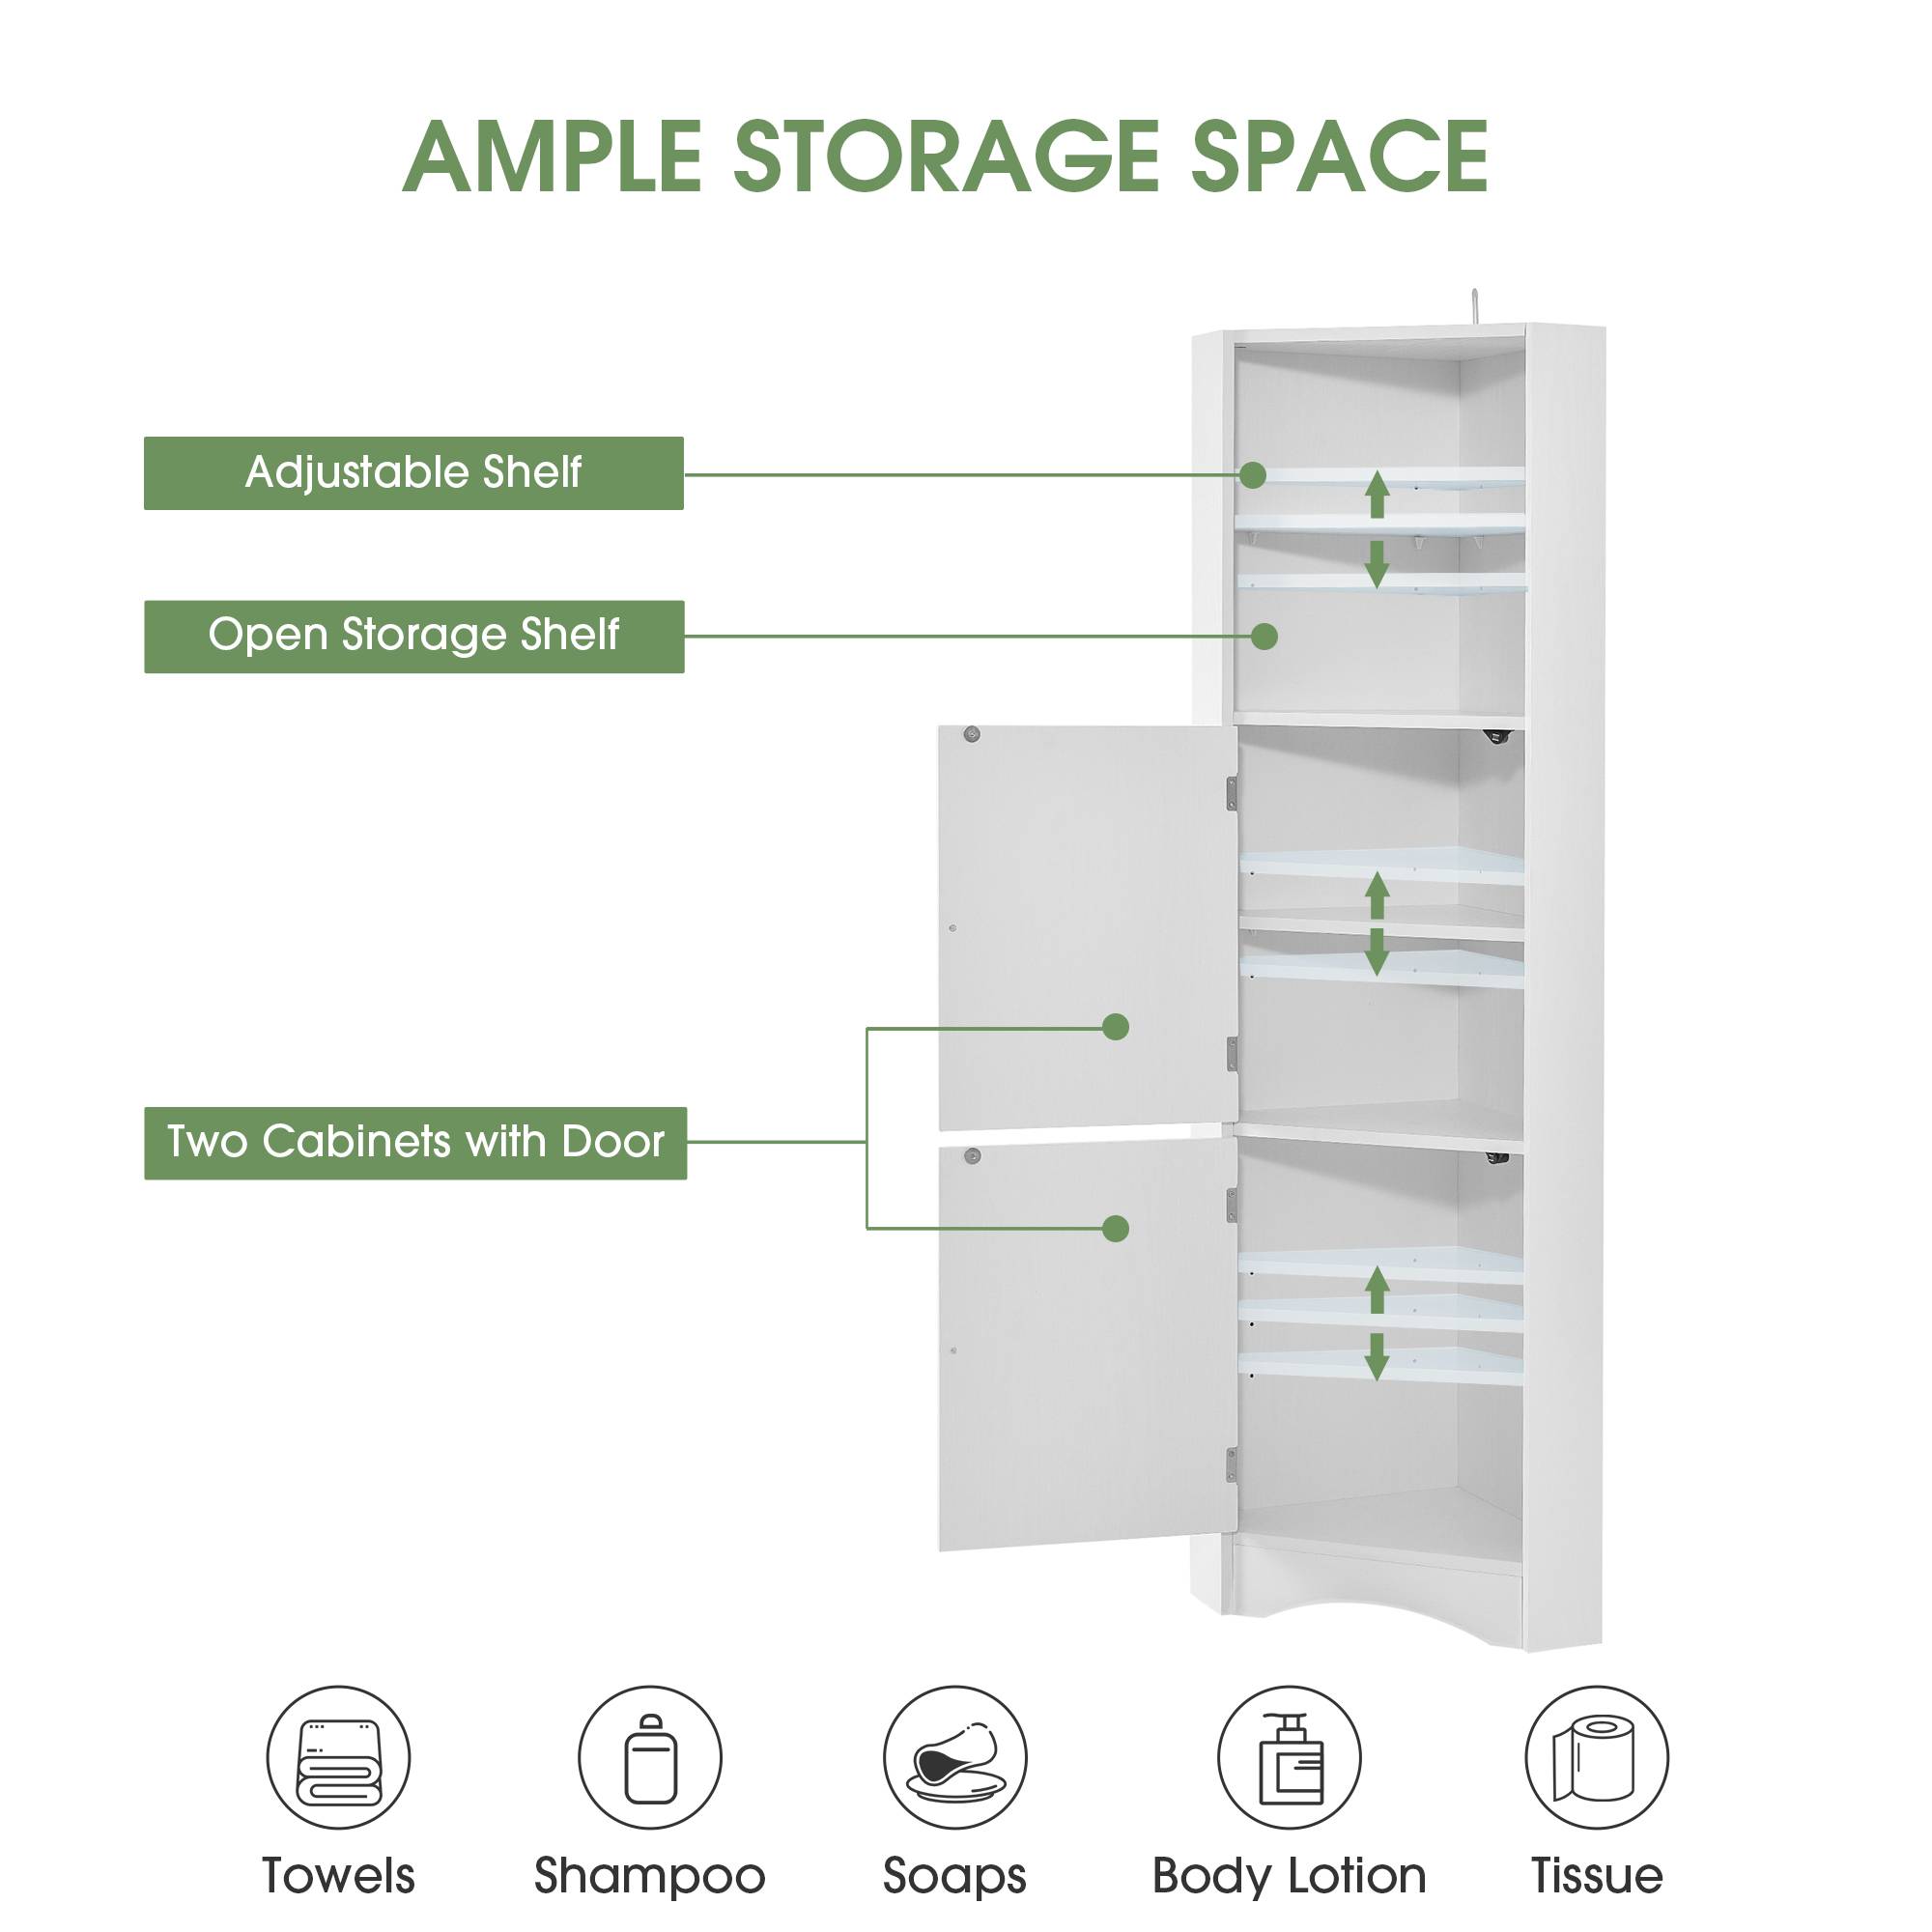 AMPLE STORAGE SPACE
Adjustable Shelf
Open Storage Shelf
Two Cabinets with Door
Towels
Shampoo
Soaps
Body Lotion
Tissue